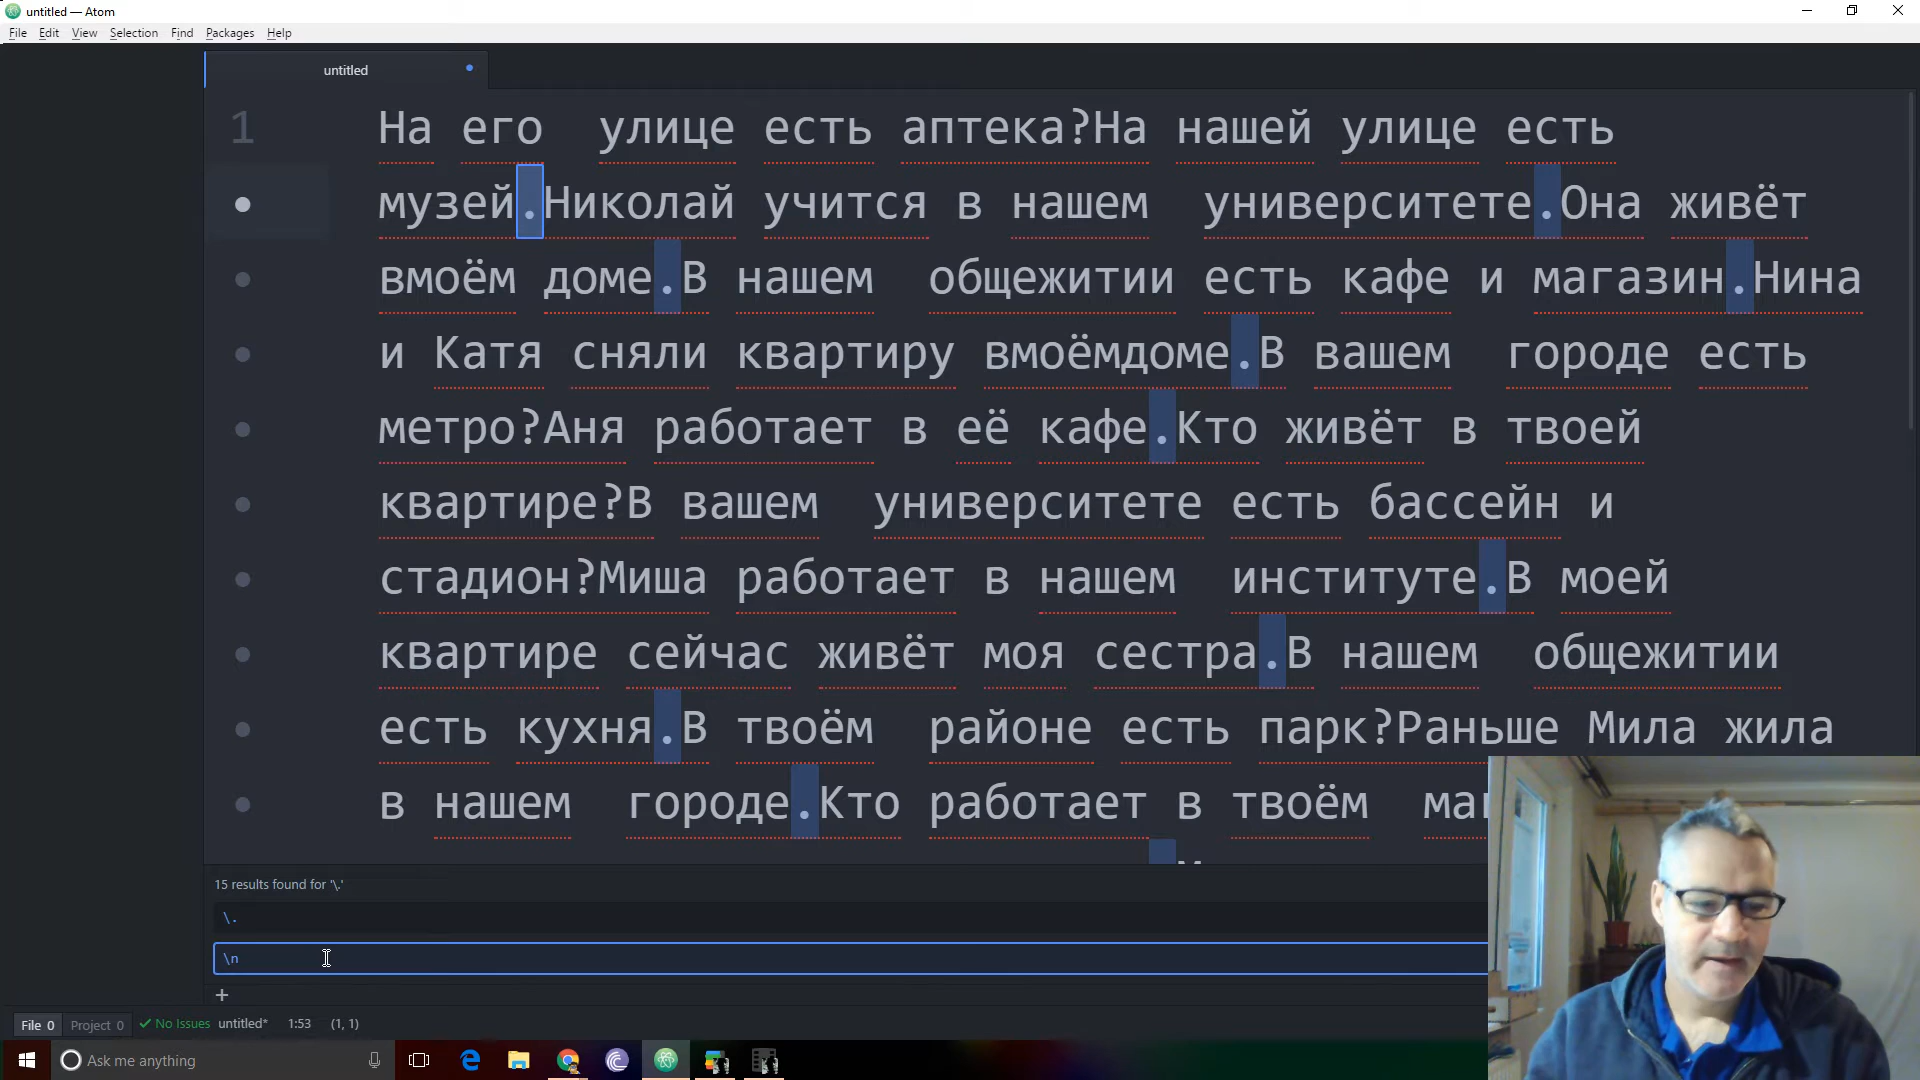 untitled — Atom
File Edit View Selection Find Packages Help
untitled
1 На его  улице есть аптека?На нашей улице есть
музей.Николай учится в нашем  университете.Она живёт
вмоём доме.В нашем  общежитии есть кафе и магазин.Нина
и Катя сняли квартиру вмоёмдоме.В вашем  городе есть
метро?Аня работает в её кафе.Кто живёт в твоей
квартире?В вашем  университете есть бассейн и
стадион?Миша работает в нашем  институте.В моей
квартире сейчас живёт моя сестра.В нашем  общежитии
есть кухня.В твоём  районе есть парк?Раньше Мила жила
в нашем  городе.Кто работает в твоём
15 results found for '\.'
\.
\n
+
File 0 Project 0 No Issues untitled* 1:53 (1, 1)
Ask me anything